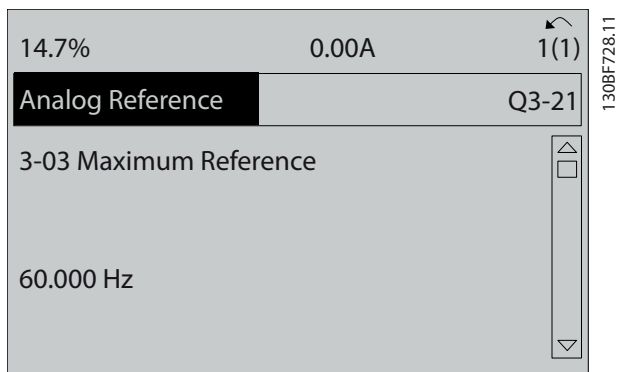 14.7% 0.00A 1(1)
Analog Reference Q3-21
3-03 Maximum Reference
60.000 Hz
130BF728.11